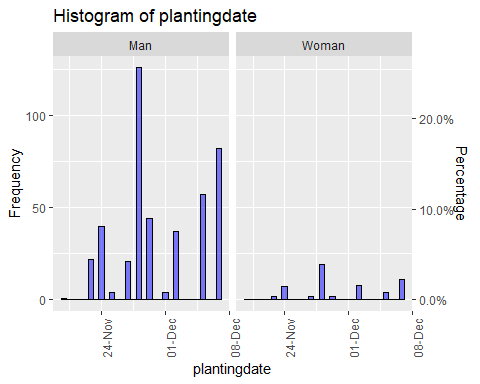 Histogram of plantingdate
Man
Woman
Frequency
100
50
0
Percentage
20.0%
10.0%
0.0%
24-Nov
01-Dec
08-Dec
24-Nov
01-Dec
08-Dec
plantingdate